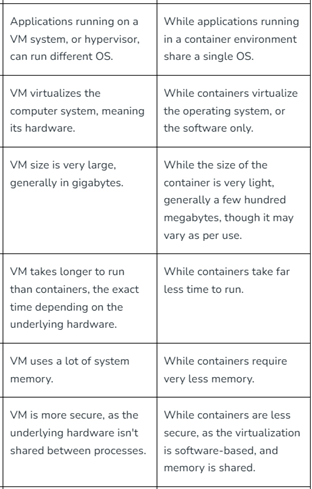 Applications running on a
VM system, or hypervisor,
can run different OS.
While applications running
in a container environment
share a single OS.
VM virtualizes the
computer system, meaning
its hardware.
While containers virtualize
the operating system, or
the software only.
VM size is very large,
generally in gigabytes.
While the size of the
container is very light,
generally a few hundred
megabytes, though it may
vary as per use.
VM takes longer to run
than containers, the exact
time depending on the
underlying hardware.
While containers take far
less time to run.
VM uses a lot of system
memory.
While containers require
very less memory.
VM is more secure, as the
underlying hardware isn't
shared between processes.
While containers are less
secure, as the virtualization
is software-based, and
memory is shared.